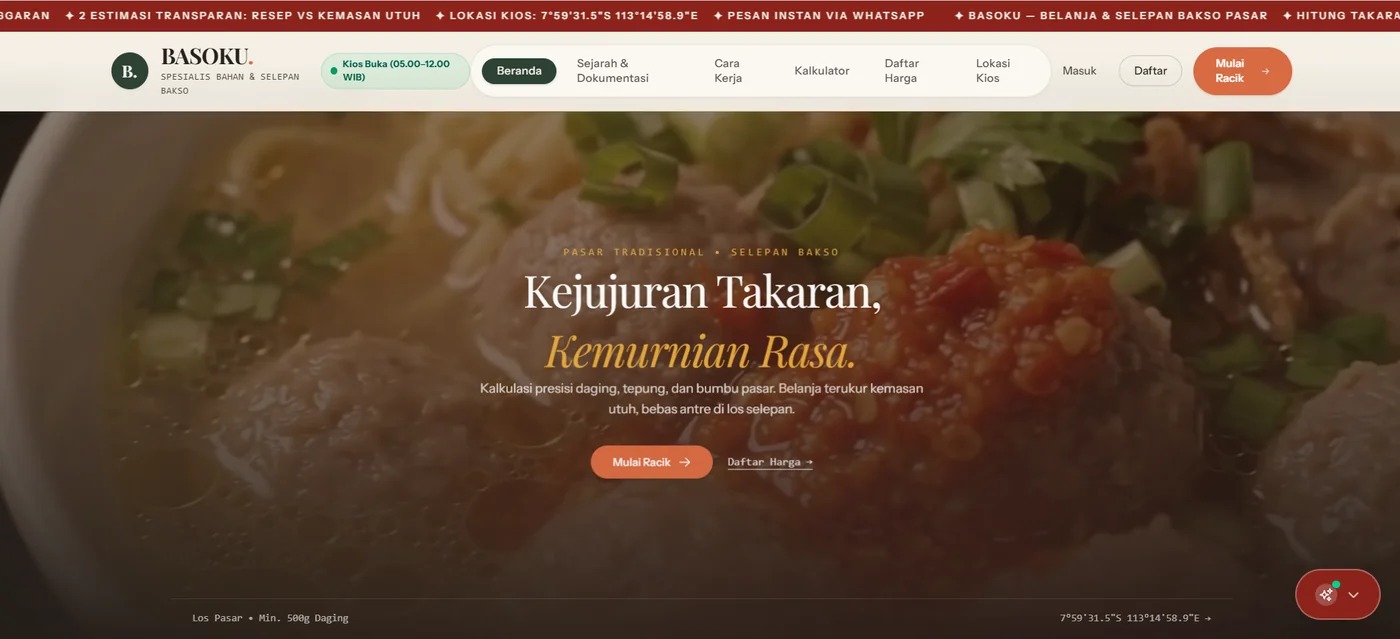 GGARAN ✦ 2 ESTIMASI TRANSPARAN: RESEP VS KEMASAN UTUH ✦ LOKASI KIOS: 7°59'31.5"S 113°14'58.9"E ✦ PESAN INSTAN VIA WHATSAPP ✦ BASOKU — BELANJA & SELEPAN BAKSO PASAR ✦ HITUNG TAKARA
B.
BASOKU.
SPESIALIS BAHAN & SELEPAN
BAKSO
Kios Buka (05.00–12.00
WIB)
Beranda
Sejarah &
Dokumentasi
Cara
Kerja
Kalkulator
Daftar
Harga
Lokasi
Kios
Masuk
Daftar
Mulai
Racik →
PASAR TRADISIONAL • SELEPAN BAKSO
Kejujuran Takaran,
Kemurnian Rasa.
Kalkulasi presisi daging, tepung, dan bumbu pasar. Belanja terukur kemasan
utuh, bebas antre di los selepan.
Mulai Racik →
Daftar Harga →
Los Pasar • Min. 500g Daging
7°59'31.5"S 113°14'58.9"E →